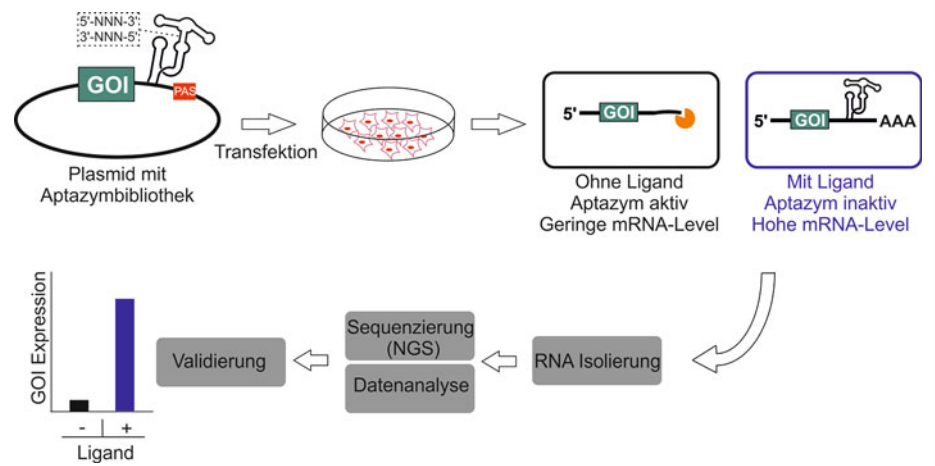 5'-NNN-3'
3'-NNN-5'
GOI
PAS
Plasmid mit
Aptazymbibliothek
Transfektion
5'
GOI
Ohne Ligand
Aptazym aktiv
Geringe mRNA-Level
5'
GOI
AAA
Mit Ligand
Aptazym inaktiv
Hohe mRNA-Level
GOI Expression
-
+
Ligand
Validierung
Sequenzierung
(NGS)
Datenanalyse
RNA Isolierung